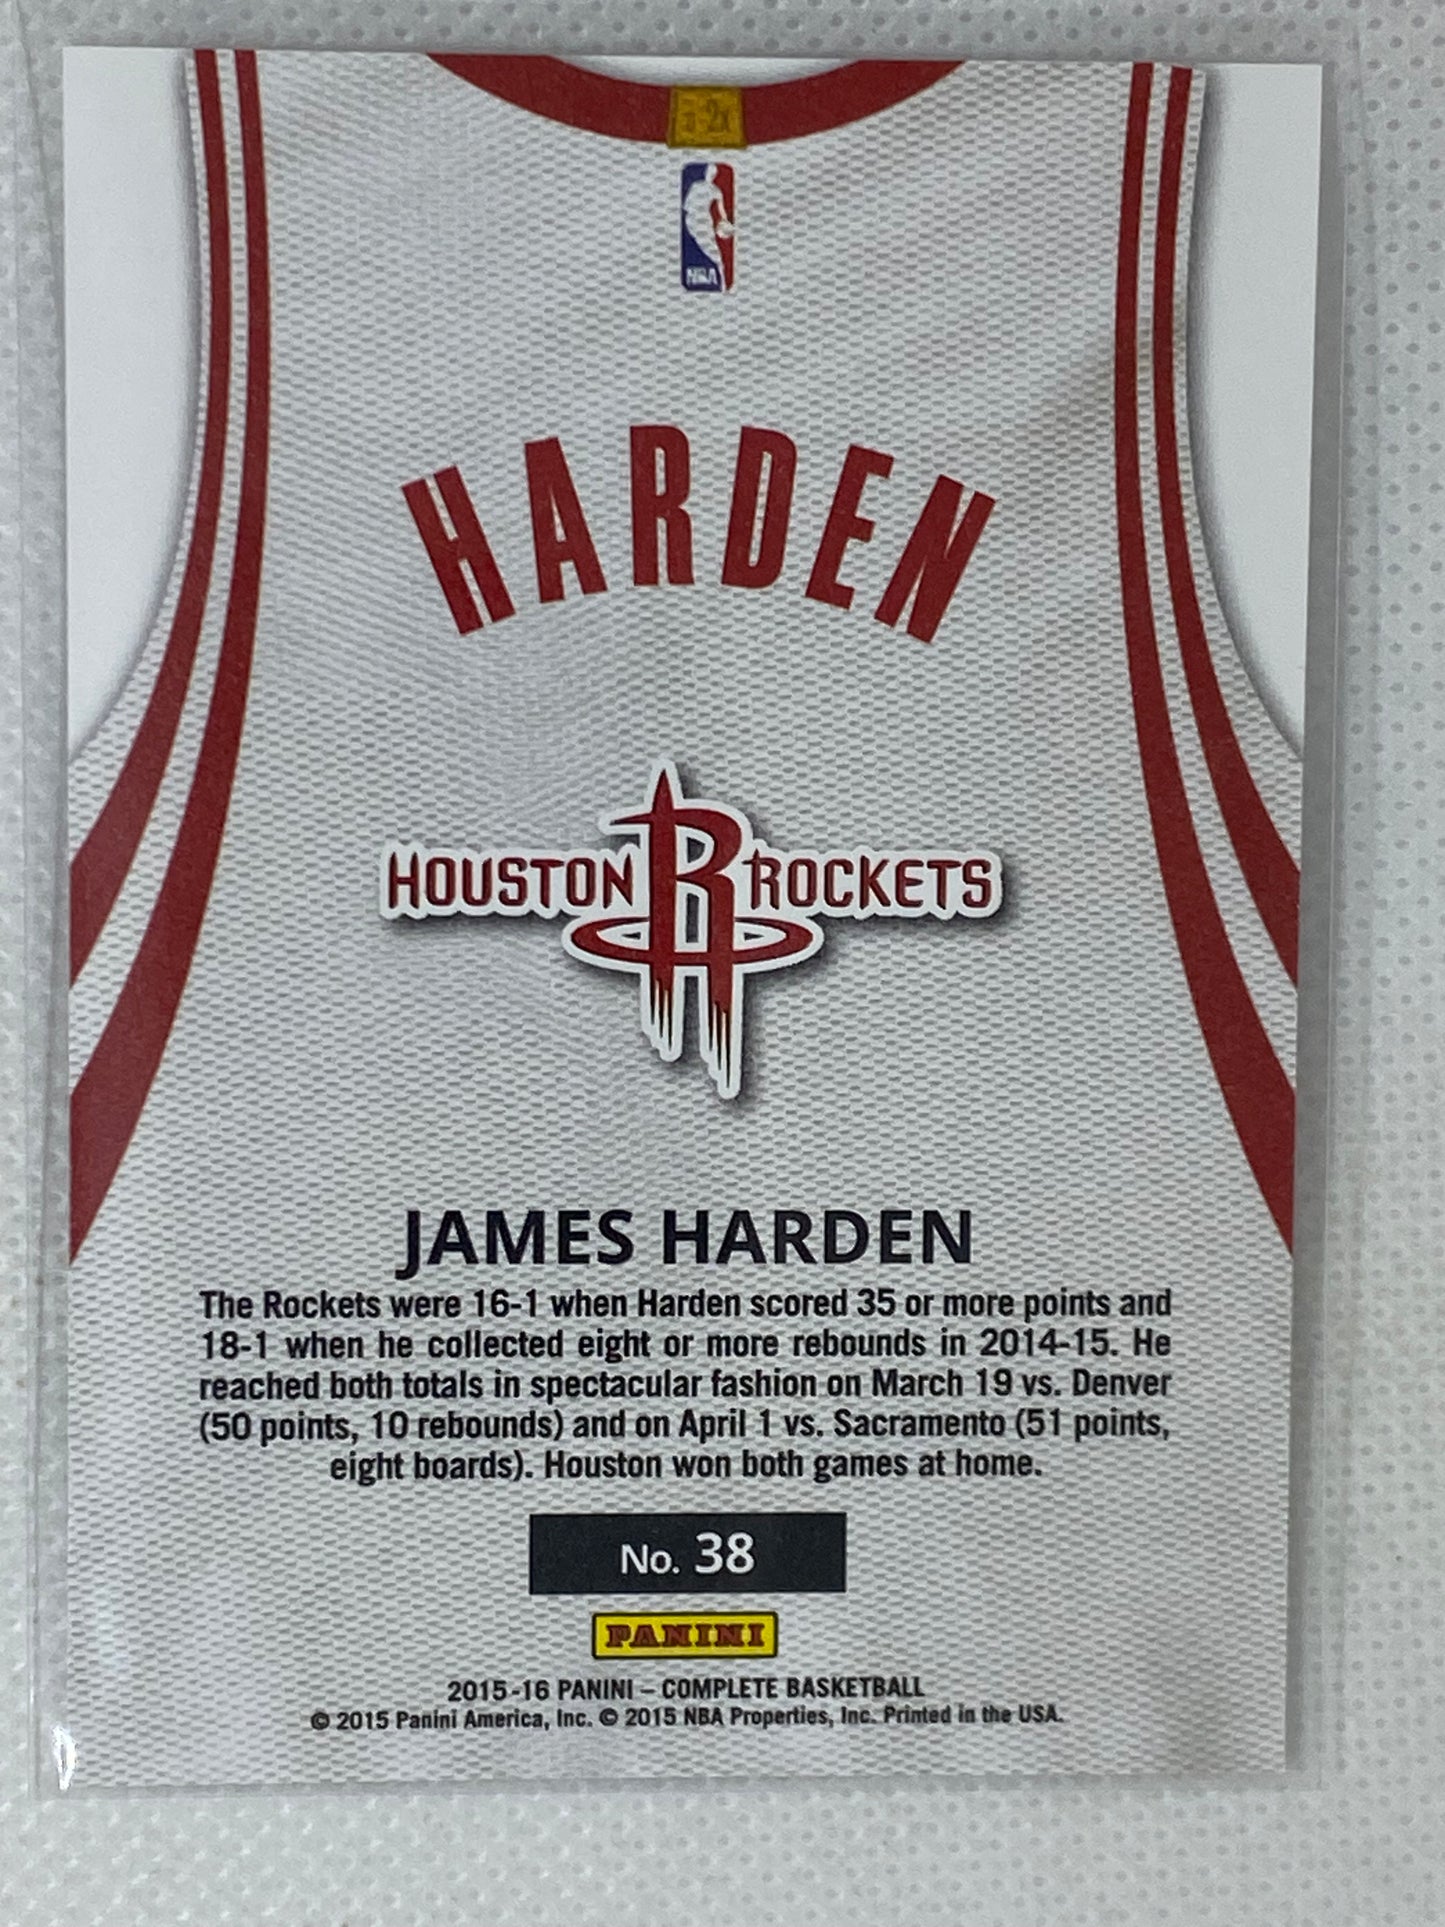 NBA
HARDEN
HOUSTON ROCKETS
JAMES HARDEN
The Rockets were 16-1 when Harden scored 35 or more points and
18-1 when he collected eight or more rebounds in 2014-15. He
reached both totals in spectacular fashion on March 19 vs. Denver
(50 points, 10 rebounds) and on April 1 vs. Sacramento (51 points,
eight boards). Houston won both games at home.
No. 38
PANINI
2015-16 PANINI – COMPLETE BASKETBALL
© 2015 Panini America, Inc. © 2015 NBA Properties, Inc. Printed in the USA.